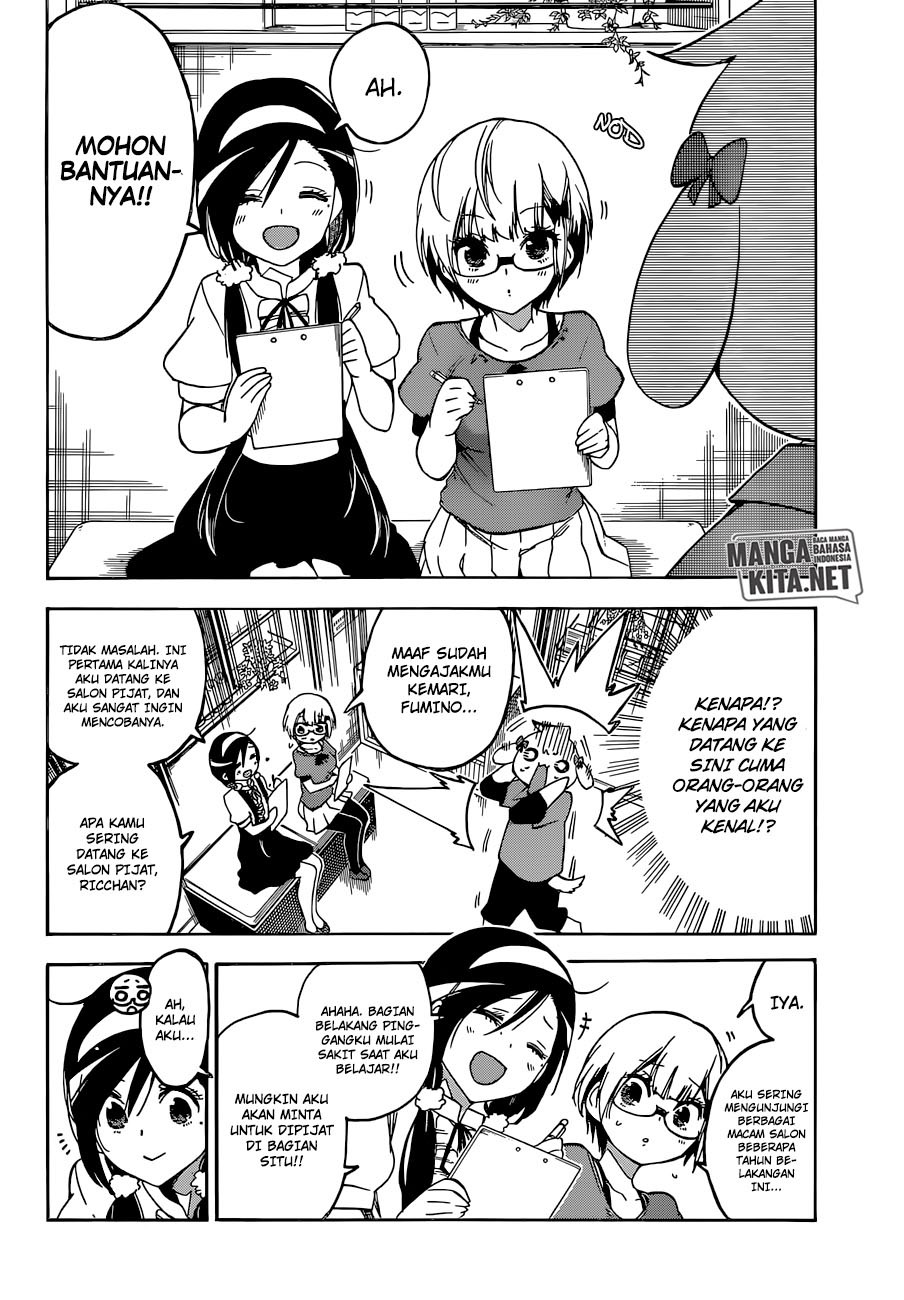 AH.
NOD
MOHON
BANTUAN-
NYA!!
MANGA
KITA.NET
BACA MANGA
BAHASA
INDONESIA
KENAPA!?
KENAPA YANG
DATANG KE
SINI CUMA
ORANG-ORANG
YANG AKU
KENAL!?
MAAF SUDAH
MENGAJAKMU
KEMARI,
FUMINO...
TIDAK MASALAH. INI
PERTAMA KALINYA
AKU DATANG KE
SALON PIJAT, DAN
AKU SANGAT INGIN
MENCOBANYA.
APA KAMU
SERING
DATANG KE
SALON PIJAT,
RICCHAN?
IYA.
AKU SERING
MENGUNJUNGI
BERBAGAI
MACAM SALON
BEBERAPA
TAHUN BE-
LAKANGAN
INI...
AHAHA. BAGIAN
BELAKANG PING-
GANGKU MULAI
SAKIT SAAT AKU
BELAJAR!!
MUNGKIN AKU
AKAN MINTA
UNTUK DIPIJAT
DI BAGIAN
SITU!!
AH,
KALAU
AKU...